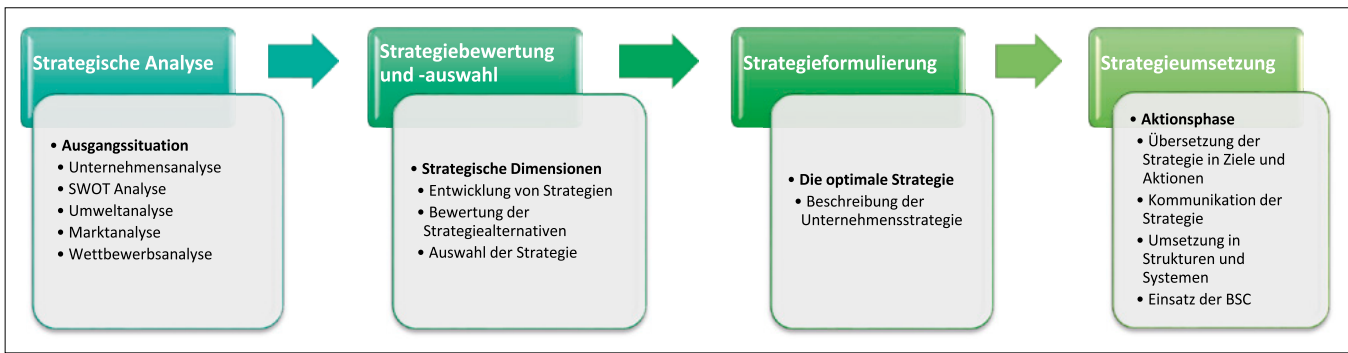 Strategische Analyse
• Ausgangssituation
• Unternehmensanalyse
• SWOT Analyse
• Umweltanalyse
• Marktanalyse
• Wettbewerbsanalyse
Strategiebewertung
und -auswahl
• Strategische Dimensionen
• Entwicklung von Strategien
• Bewertung der
Strategiealternativen
• Auswahl der Strategie
Strategieformulierung
• Die optimale Strategie
• Beschreibung der
Unternehmensstrategie
Strategieumsetzung
• Aktionsphase
• Übersetzung der
Strategie in Ziele und
Aktionen
• Kommunikation der
Strategie
• Umsetzung in
Strukturen und
Systemen
• Einsatz der BSC